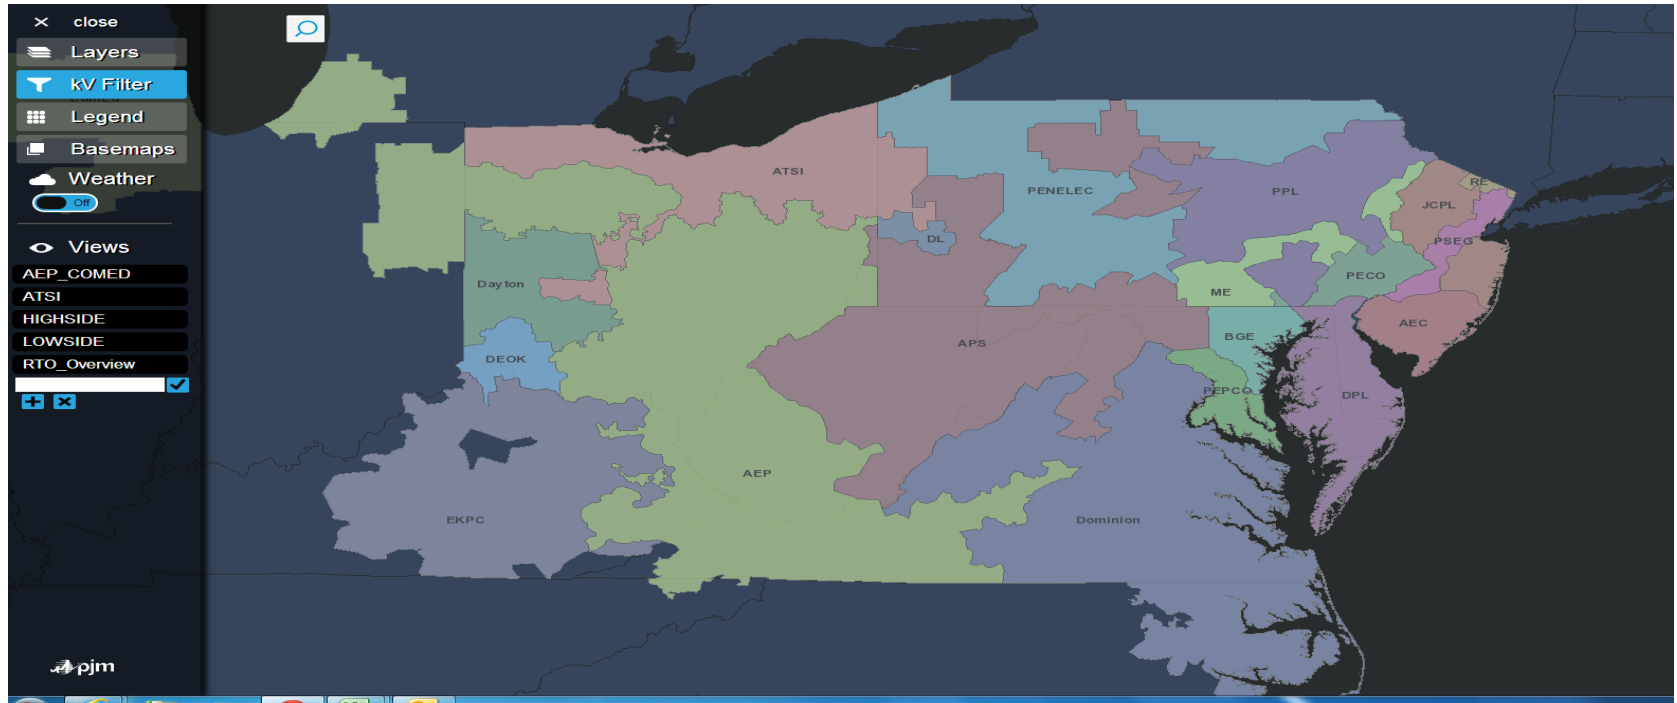 close
Layers
kV Filter
Legend
Basemaps
Weather
Off
Views
AEP_COMED
ATSI
HIGHSIDE
LOWSIDE
RTO_Overview
pjm
ATSI
PENELEC
PPL
RE
JCPL
DL
PSEG
Dayton
PECO
ME
AEC
BGE
APS
DEOK
PEPCO
DPL
AEP
EKPC
Dominion